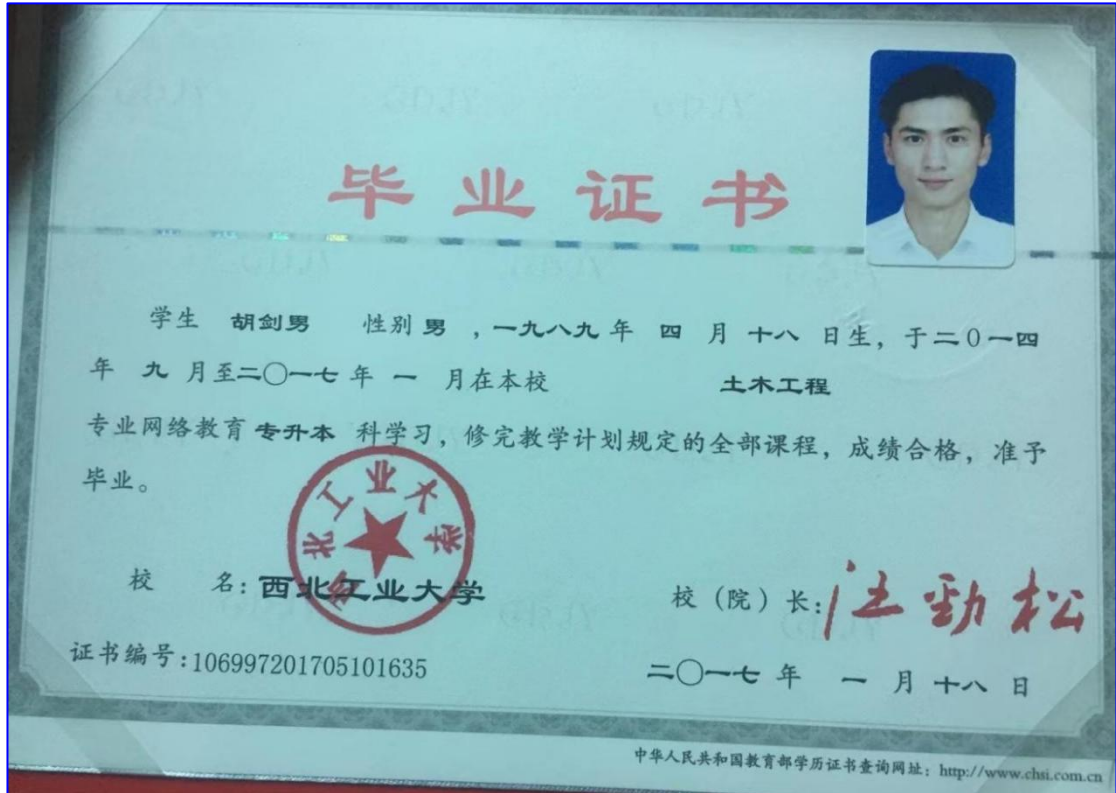 毕业证书
学生 胡剑男 性别 男 ,一九八九 年 四 月 十八 日生，于二0一四
年 九 月至二〇一七 年 一 月在本校 土木工程
专业网络教育 专升本 科学习，修完教学计划规定的全部课程，成绩合格，准予
毕业。
西北工业大学
校 名: 西北工业大学
校（院）长: 汪劲松
证书编号:106997201705101635
二〇一七 年 一 月 十八 日
中华人民共和国教育部学历证书查询网址: http://www.chsi.com.cn